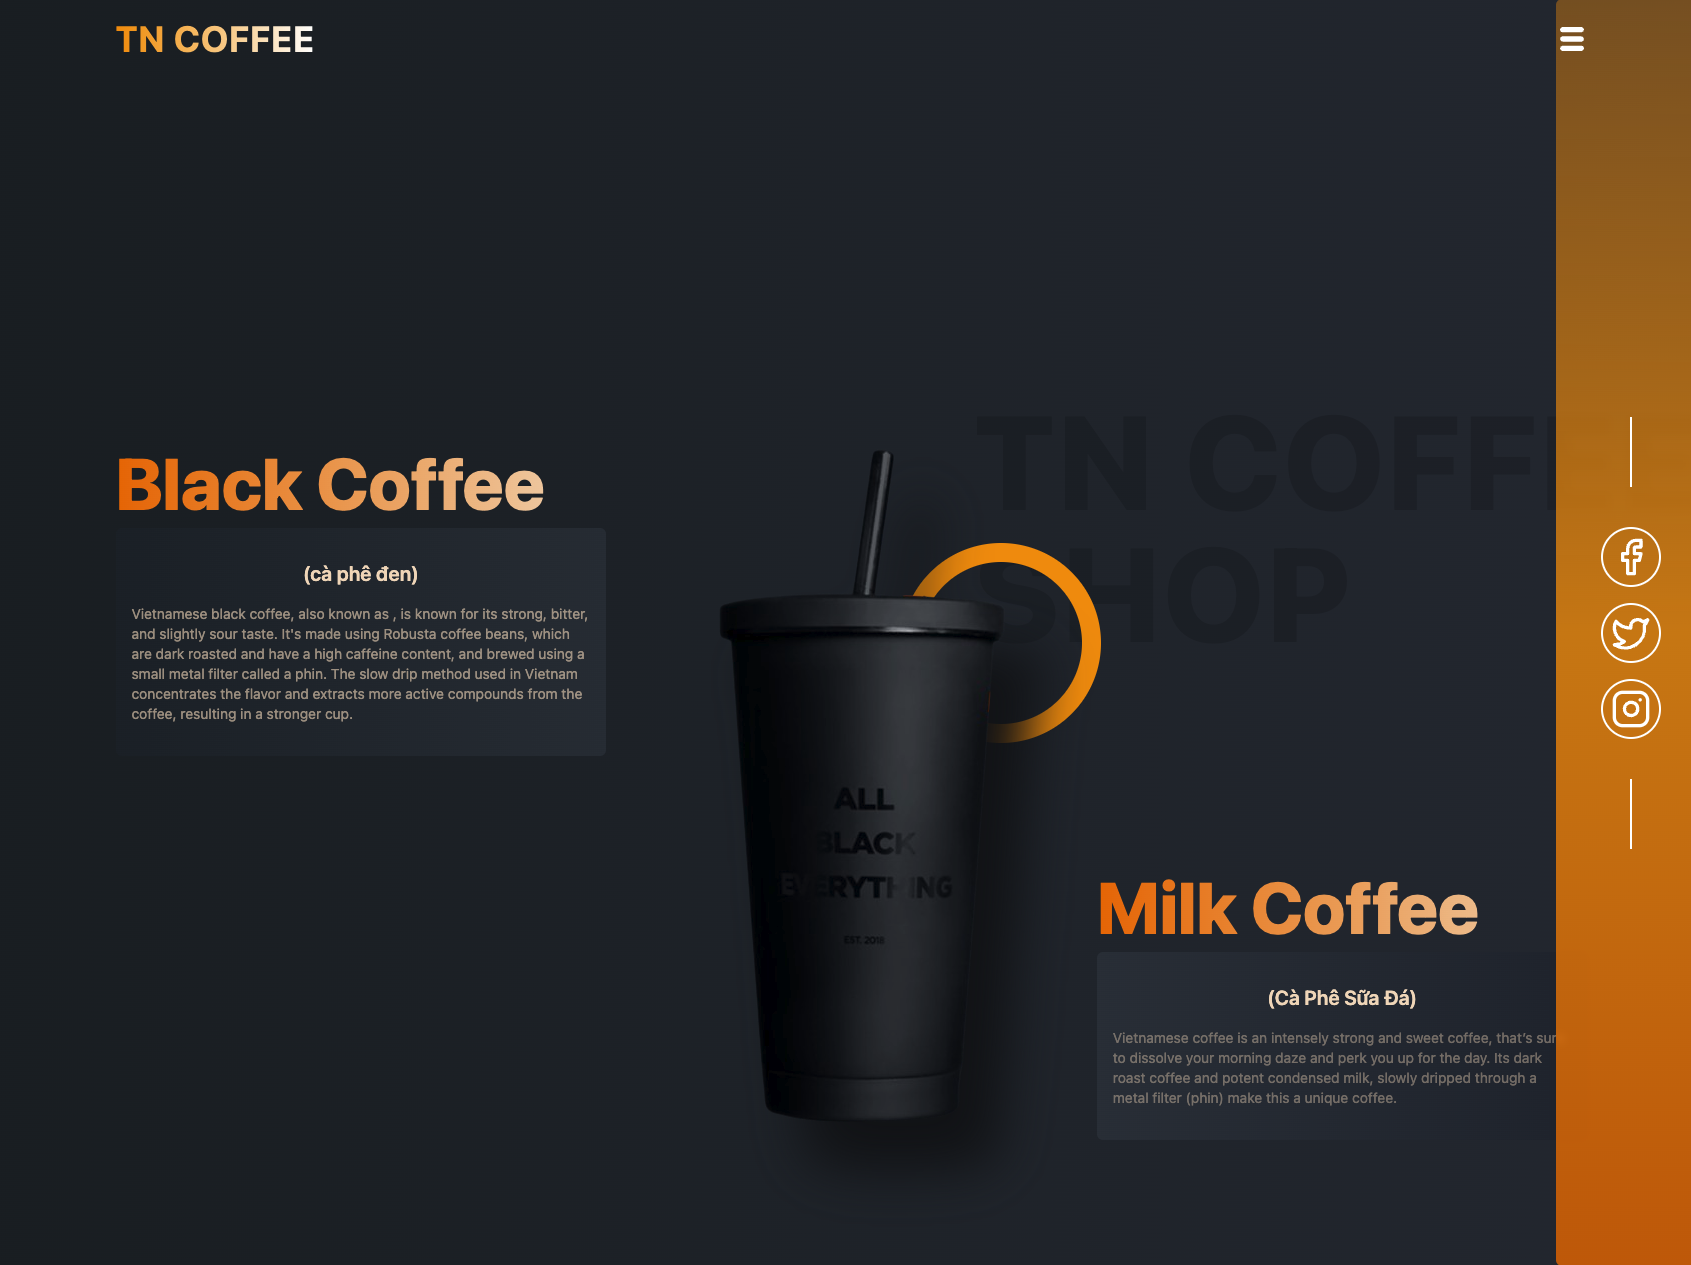 TN COFFEE
TN COFF
SHOP
Black Coffee
(cà phê đen)
Vietnamese black coffee, also known as , is known for its strong, bitter,
and slightly sour taste. It's made using Robusta coffee beans, which
are dark roasted and have a high caffeine content, and brewed using a
small metal filter called a phin. The slow drip method used in Vietnam
concentrates the flavor and extracts more active compounds from the
coffee, resulting in a stronger cup.
ALL
BLACK
EVERYTHING
EST. 2018
Milk Coffee
(Cà Phê Sữa Đá)
Vietnamese coffee is an intensely strong and sweet coffee, that's sur
to dissolve your morning daze and perk you up for the day. Its dark
roast coffee and potent condensed milk, slowly dripped through a
metal filter (phin) make this a unique coffee.